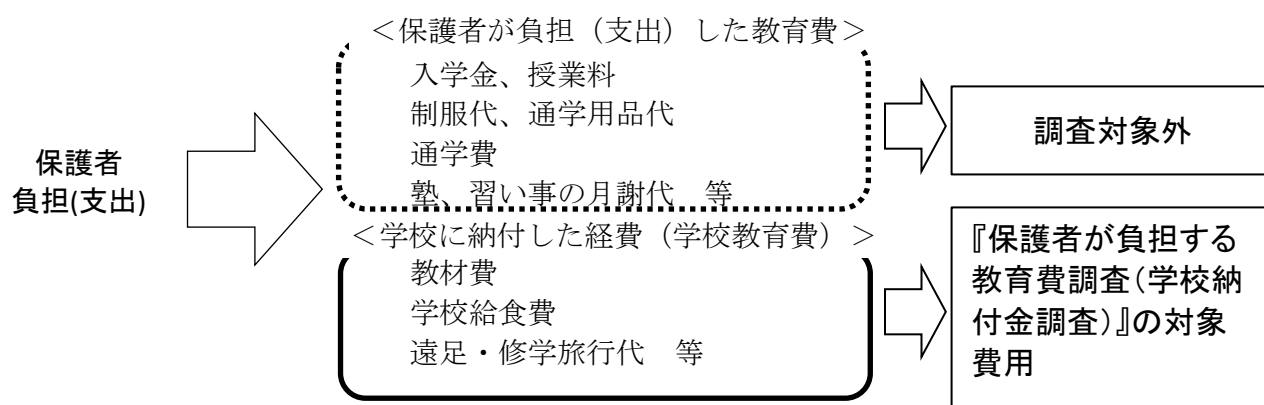 保護者
負担(支出)
＜保護者が負担（支出）した教育費＞
入学金、授業料
制服代、通学用品代
通学費
塾、習い事の月謝代　等
調査対象外
＜学校に納付した経費（学校教育費）＞
教材費
学校給食費
遠足・修学旅行代　等
『保護者が負担する
教育費調査（学校納
付金調査）』の対象
費用